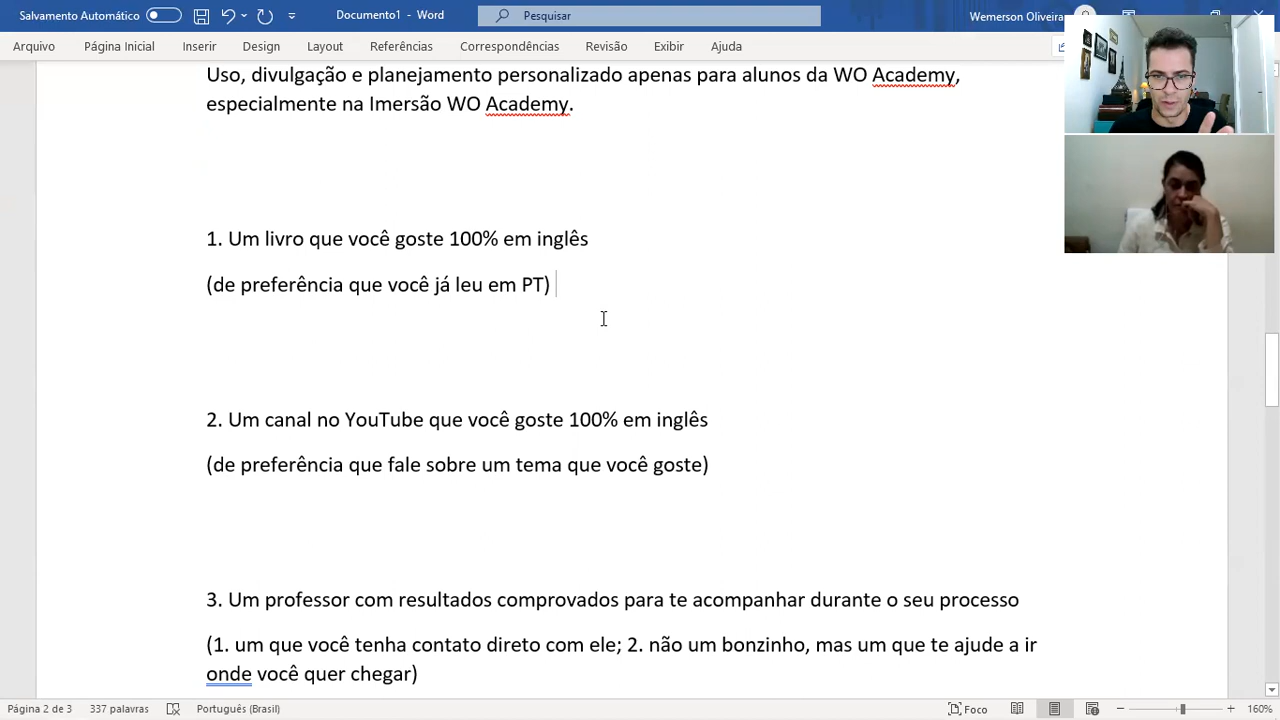 Salvamento Automático
Documento1 - Word
Pesquisar
Wemerson Oliveira
Arquivo
Página Inicial
Inserir
Design
Layout
Referências
Correspondências
Revisão
Exibir
Ajuda
Uso, divulgação e planejamento personalizado apenas para alunos da WO Academy,
especialmente na Imersão WO Academy.
1. Um livro que você goste 100% em inglês
(de preferência que você já leu em PT)
2. Um canal no YouTube que você goste 100% em inglês
(de preferência que fale sobre um tema que você goste)
3. Um professor com resultados comprovados para te acompanhar durante o seu processo
(1. um que você tenha contato direto com ele; 2. não um bonzinho, mas um que te ajude a ir
onde você quer chegar)
Página 2 de 3
337 palavras
Português (Brasil)
Foco
160%